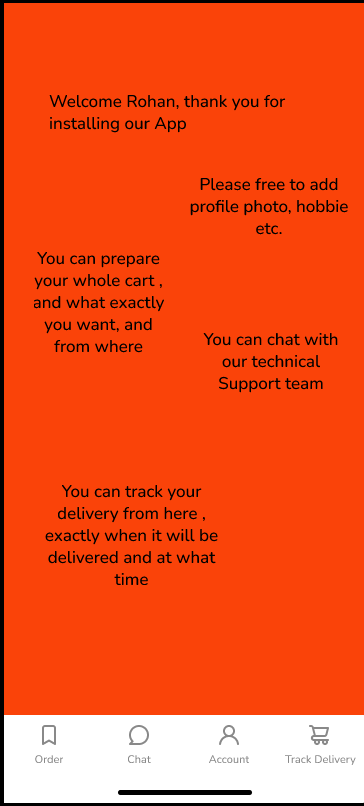 Welcome Rohan, thank you for
installing our App
Please free to add
profile photo, hobbie
etc.
You can prepare
your whole cart ,
and what exactly
you want, and
from where
You can chat with
our technical
Support team
You can track your
delivery from here ,
exactly when it will be
delivered and at what
time
Order
Chat
Account
Track Delivery